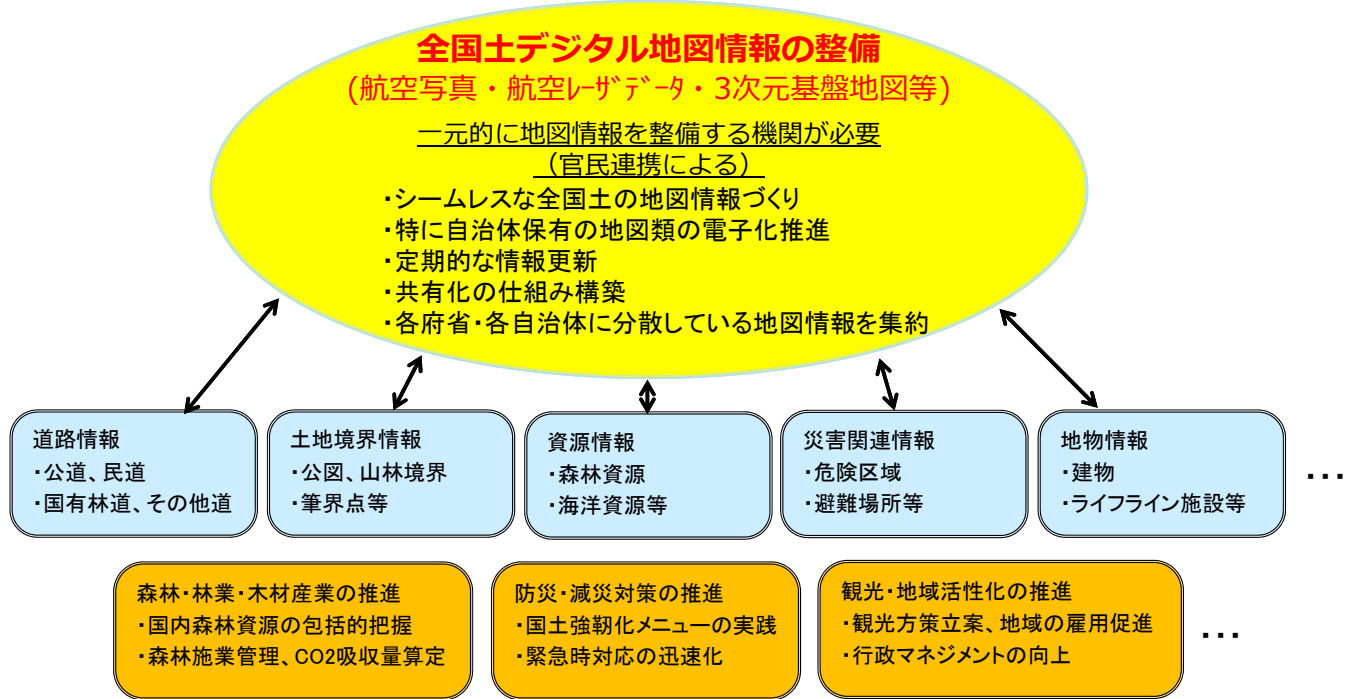 全国土デジタル地図情報の整備
(航空写真・航空ﾚｰｻﾞﾃﾞｰﾀ・3次元基盤地図等)
一元的に地図情報を整備する機関が必要
（官民連携による）
・シームレスな全国土の地図情報づくり
・特に自治体保有の地図類の電子化推進
・定期的な情報更新
・共有化の仕組み構築
・各府省・各自治体に分散している地図情報を集約
道路情報
・公道、民道
・国有林道、その他道
土地境界情報
・公図、山林境界
・筆界点等
資源情報
・森林資源
・海洋資源等
災害関連情報
・危険区域
・避難場所等
地物情報
・建物
・ライフライン施設等
…
森林・林業・木材産業の推進
・国内森林資源の包括的把握
・森林施業管理、CO2吸収量算定
防災・減災対策の推進
・国土強靭化メニューの実践
・緊急時対応の迅速化
観光・地域活性化の推進
・観光方策立案、地域の雇用促進
・行政マネジメントの向上
…